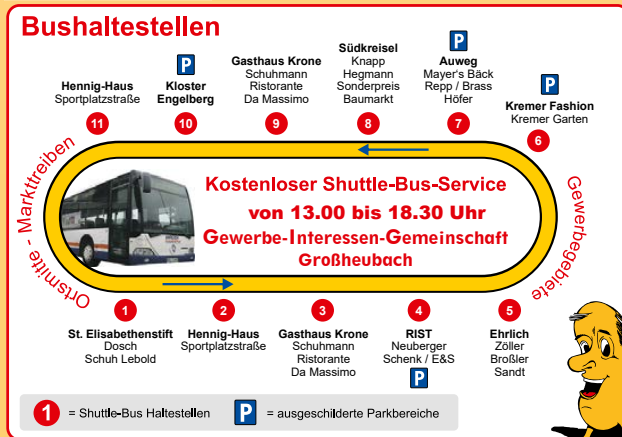 Bushaltestellen
Hennig-Haus
Sportplatzstraße
11
P
Kloster
Engelberg
10
Gasthaus Krone
Schuhmann
Ristorante
Da Massimo
9
Südkreisel
Knapp
Hegmann
Sonderpreis
Baumarkt
8
P
Auweg
Mayer's Bäck
Repp / Brass
Höfer
7
P
Kremer Fashion
Kremer Garten
6
Ortsmitte - Markttreiben
Kostenloser Shuttle-Bus-Service
von 13.00 bis 18.30 Uhr
Gewerbe-Interessen-Gemeinschaft
Großheubach
Gewerbegebiete
1
St. Elisabethenstift
Dosch
Schuh Lebold
2
Hennig-Haus
Sportplatzstraße
3
Gasthaus Krone
Schuhmann
Ristorante
Da Massimo
4
RIST
Neuberger
Schenk / E&S
P
5
Ehrlich
Zöller
Broßler
Sandt
1 = Shuttle-Bus Haltestellen
P = ausgeschilderte Parkbereiche